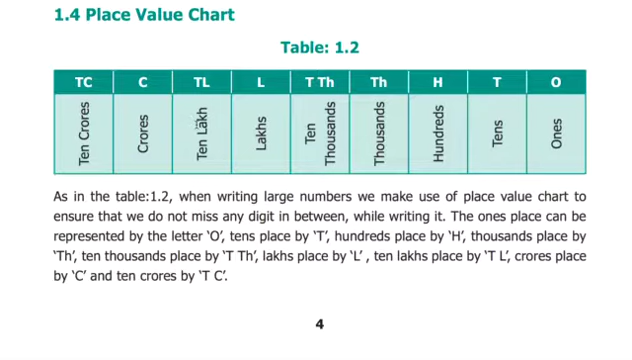 1.4 Place Value Chart
Table: 1.2
TC C TL L T Th Th H T O
Ten Crores Crores Ten Lakh Lakhs Ten Thousands Thousands Hundreds Tens Ones
As in the table:1.2, when writing large numbers we make use of place value chart to
ensure that we do not miss any digit in between, while writing it. The ones place can be
represented by the letter ‘O’, tens place by ‘T’, hundreds place by ‘H’, thousands place by
‘Th’, ten thousands place by ‘T Th’, lakhs place by ‘L’ , ten lakhs place by ‘T L’, crores place
by ‘C’ and ten crores by ‘T C’.
4